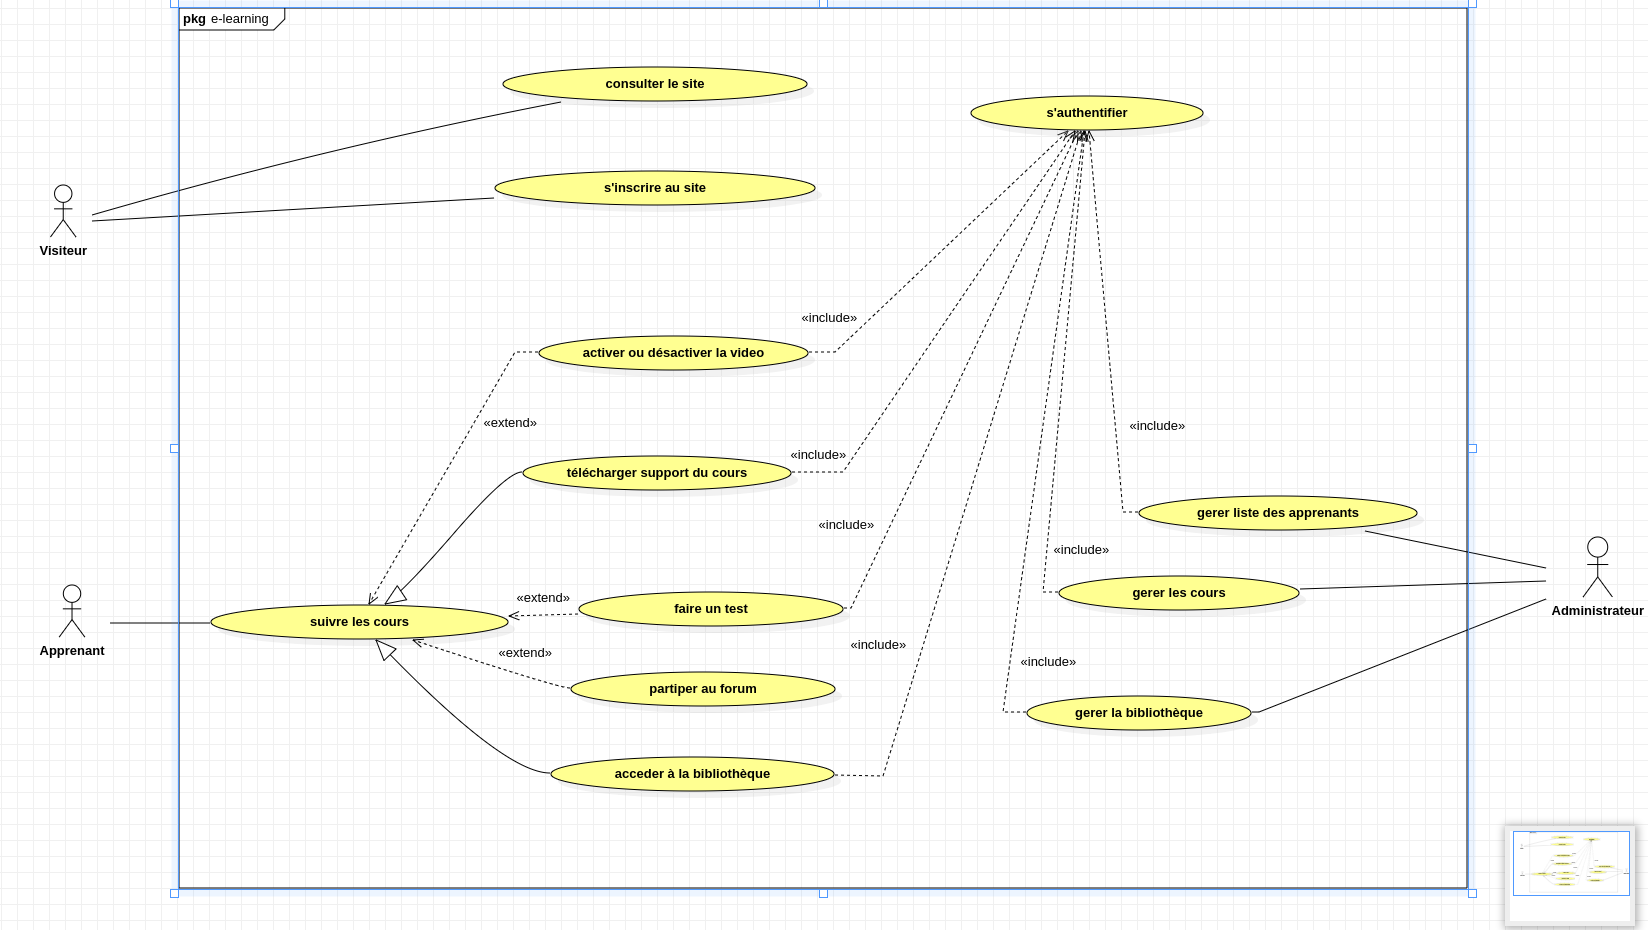 pkg e-learning
consulter le site
s'authentifier
s'inscrire au site
Visiteur
«include»
activer ou désactiver la video
«extend»
«include»
«include»
télécharger support du cours
gerer liste des apprenants
«include»
«include»
gerer les cours
«extend»
faire un test
Administrateur
suivre les cours
Apprenant
«extend»
«include»
«include»
partiper au forum
gerer la bibliothèque
acceder à la bibliothèque